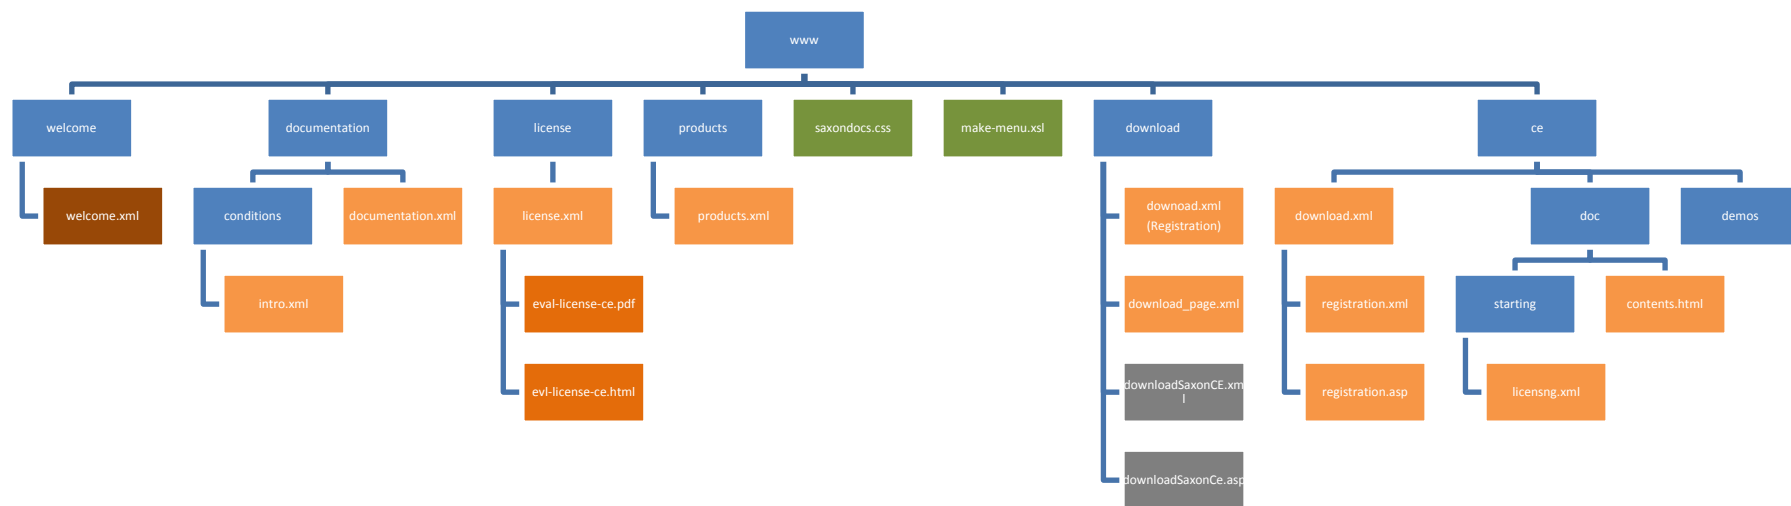 www
welcome
documentation
license
products
saxondocs.css
make-menu.xsl
download
ce
welcome.xml
conditions
documentation.xml
license.xml
products.xml
downoad.xml
(Registration)
download.xml
doc
demos
intro.xml
eval-license-ce.pdf
download_page.xml
registration.xml
starting
contents.html
evl-license-ce.html
downloadSaxonCE.xm
l
registration.asp
licensng.xml
downloadSaxonCe.asp